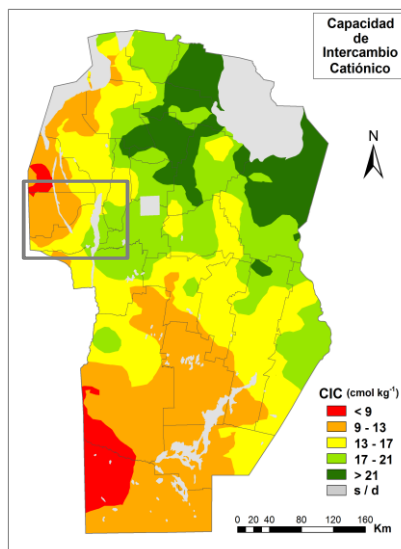 Capacidad
de
Intercambio
Catiónico
N
CIC (cmol kg-1)
< 9
9 - 13
13 - 17
17 - 21
> 21
s / d
0 20 40 80 120 160
Km